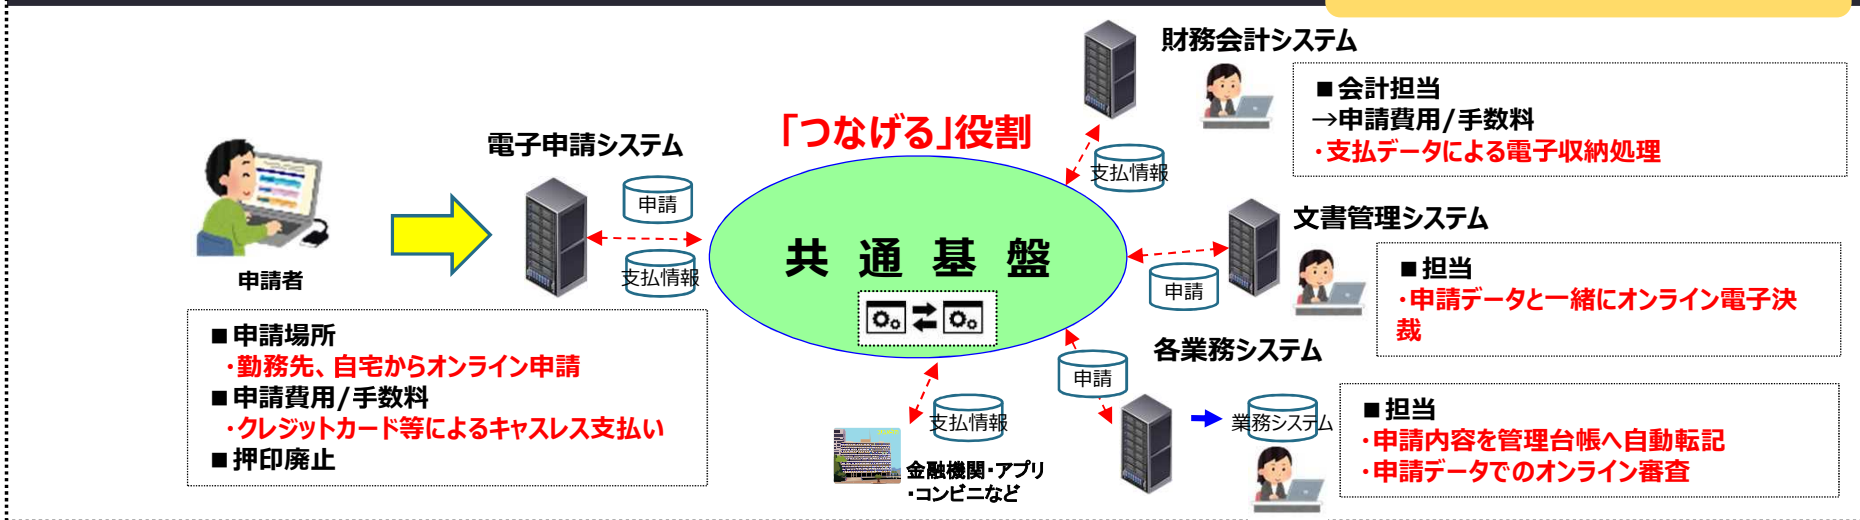 財務会計システム
■会計担当
→申請費用/手数料
・支払データによる電子収納処理
「つなげる」役割
電子申請システム
支払情報
申請
文書管理システム
共通基盤
■担当
・申請データと一緒にオンライン電子決
裁
支払情報
申請
申請者
■申請場所
・勤務先、自宅からオンライン申請
■申請費用/手数料
・クレジットカード等によるキャスレス支払い
■押印廃止
各業務システム
申請
支払情報
業務システム
■担当
・申請内容を管理台帳へ自動転記
・申請データでのオンライン審査
金融機関・アプリ
・コンビニなど